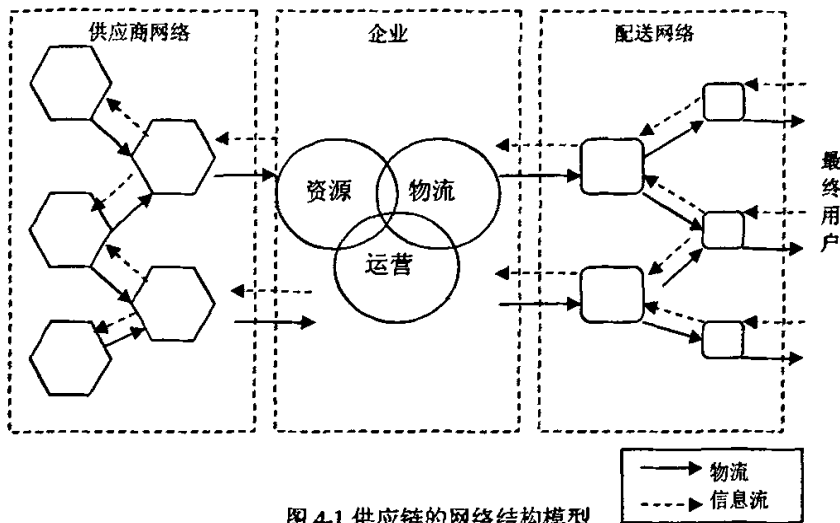 供应商网络
企业
配送网络
资源
物流
运营
最终用户
物流
信息流
图 4-1 供应链的网络结构模型